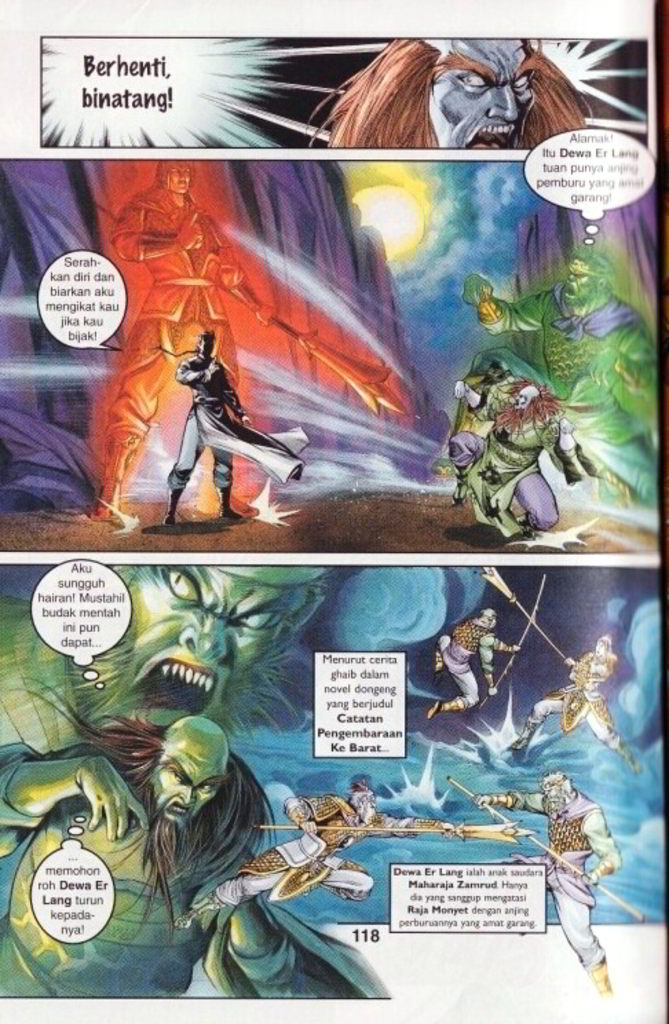 Berhenti,
binatang!
Alamak!
Itu Dewa Er Lang
tuan punya anjing
pemburu yang amat
garang!
Serah-
kan diri dan
biarkan aku
mengikat kau
jika kau
bijak!
Aku
sungguh
hairan! Mustahil
budak mentah
ini pun
dapat...
Menurut cerita
ghaib dalam
novel dongeng
yang berjudul
Catatan
Pengembaraan
Ke Barat...
...
memohon
roh Dewa Er
Lang turun
kepada-
nya!
Dewa Er Lang ialah anak saudara
Maharaja Zamrud. Hanya
dia yang sanggup mengatasi
Raja Monyet dengan anjing
perburuannya yang amat garang.
118